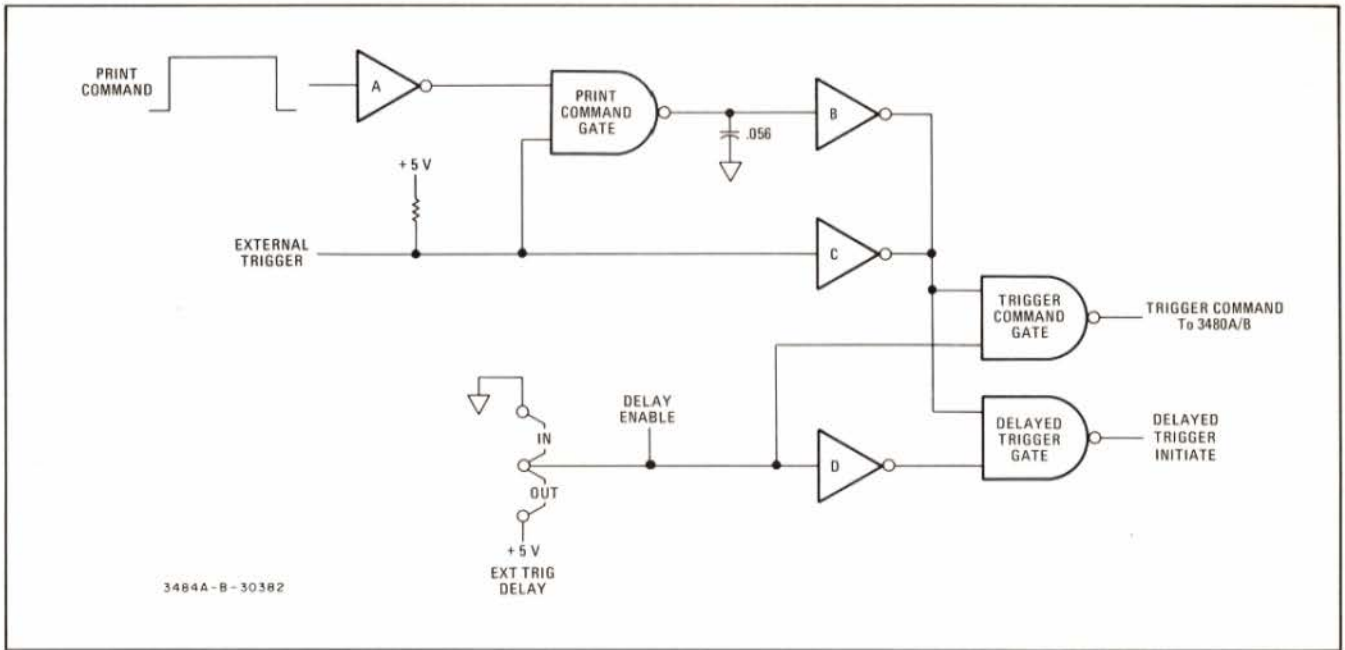 PRINT
COMMAND
A
PRINT
COMMAND
GATE
.056
B
+ 5 V
EXTERNAL
TRIGGER
C
TRIGGER
COMMAND
GATE
TRIGGER COMMAND
To 3480A/B
DELAY
ENABLE
IN
OUT
D
DELAYED
TRIGGER
GATE
DELAYED
TRIGGER
INITIATE
+ 5 V
EXT TRIG
DELAY
3484A-B-30382